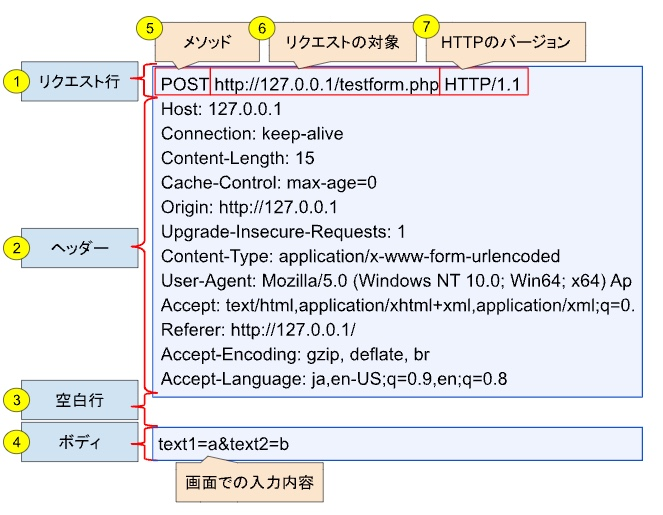 5 メソッド 6 リクエストの対象 7 HTTPのバージョン
1 リクエスト行
POST http://127.0.0.1/testform.php HTTP/1.1
2 ヘッダー
Host: 127.0.0.1
Connection: keep-alive
Content-Length: 15
Cache-Control: max-age=0
Origin: http://127.0.0.1
Upgrade-Insecure-Requests: 1
Content-Type: application/x-www-form-urlencoded
User-Agent: Mozilla/5.0 (Windows NT 10.0; Win64; x64) Ap
Accept: text/html,application/xhtml+xml,application/xml;q=0.
Referer: http://127.0.0.1/
Accept-Encoding: gzip, deflate, br
Accept-Language: ja,en-US;q=0.9,en;q=0.8
3 空白行
4 ボディ
text1=a&text2=b
画面での入力内容